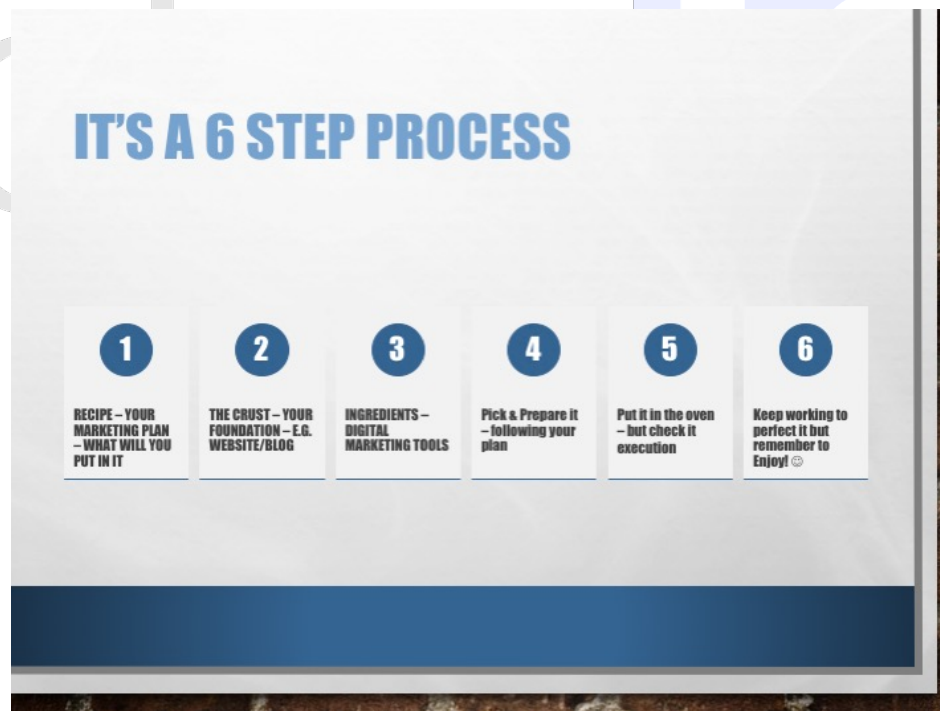 IT'S A 6 STEP PROCESS
1
RECIPE – YOUR
MARKETING PLAN
– WHAT WILL YOU
PUT IN IT
2
THE CRUST – YOUR
FOUNDATION – E.G.
WEBSITE/BLOG
3
INGREDIENTS –
DIGITAL
MARKETING TOOLS
4
Pick & Prepare it
– following your
plan
5
Put it in the oven
– but check it
execution
6
Keep working to
perfect it but
remember to
Enjoy! ☺